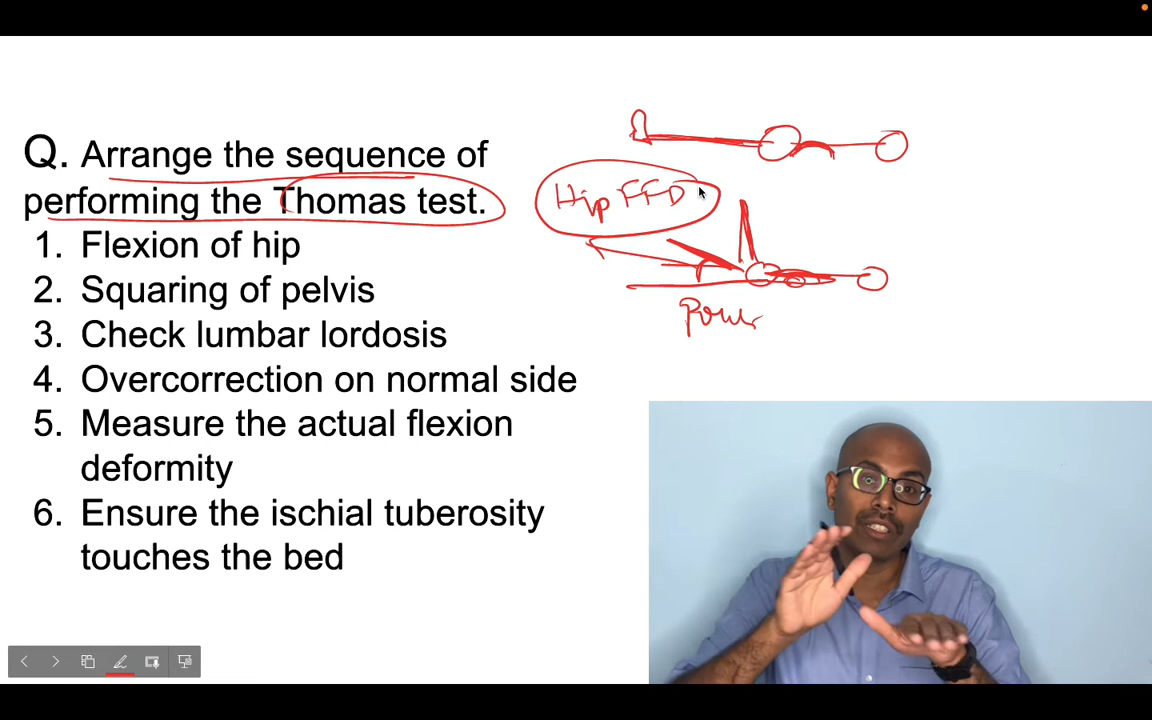 Q. Arrange the sequence of
performing the Thomas test.
1. Flexion of hip
2. Squaring of pelvis
3. Check lumbar lordosis
4. Overcorrection on normal side
5. Measure the actual flexion
deformity
6. Ensure the ischial tuberosity
touches the bed
Hip FFD